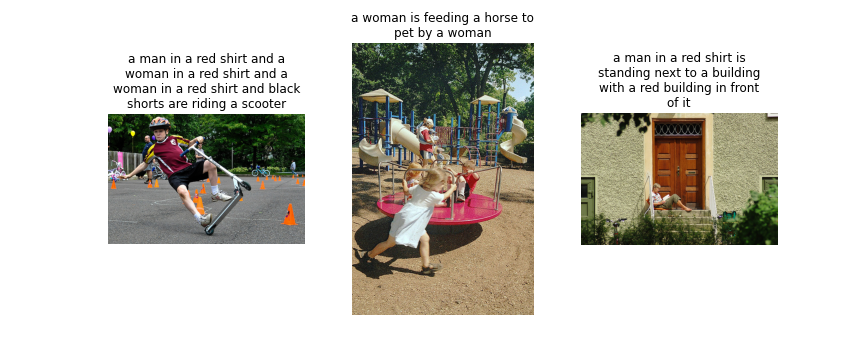 a man in a red shirt and a
woman in a red shirt and a
woman in a red shirt and black
shorts are riding a scooter
a woman is feeding a horse to
pet by a woman
a man in a red shirt is
standing next to a building
with a red building in front
of it